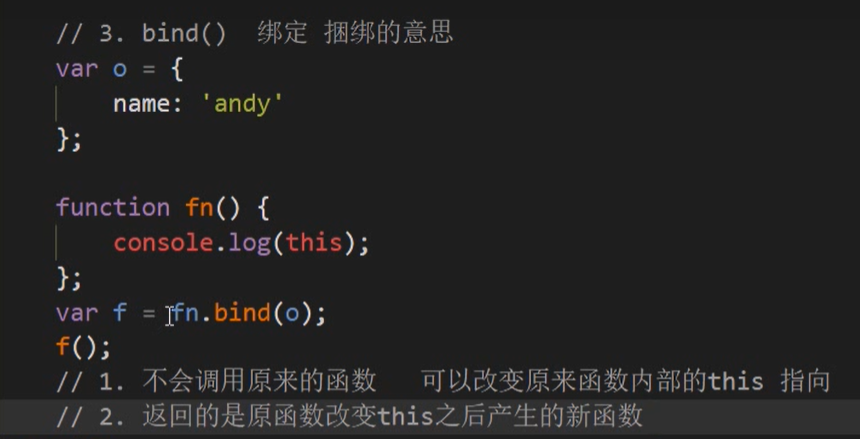 // 3. bind()  绑定 捆绑的意思
var o = {
    name: 'andy'
};
function fn() {
    console.log(this);
};
var f = fn.bind(o);
f();
// 1. 不会调用原来的函数   可以改变原来函数内部的this 指向
// 2. 返回的是原函数改变this之后产生的新函数